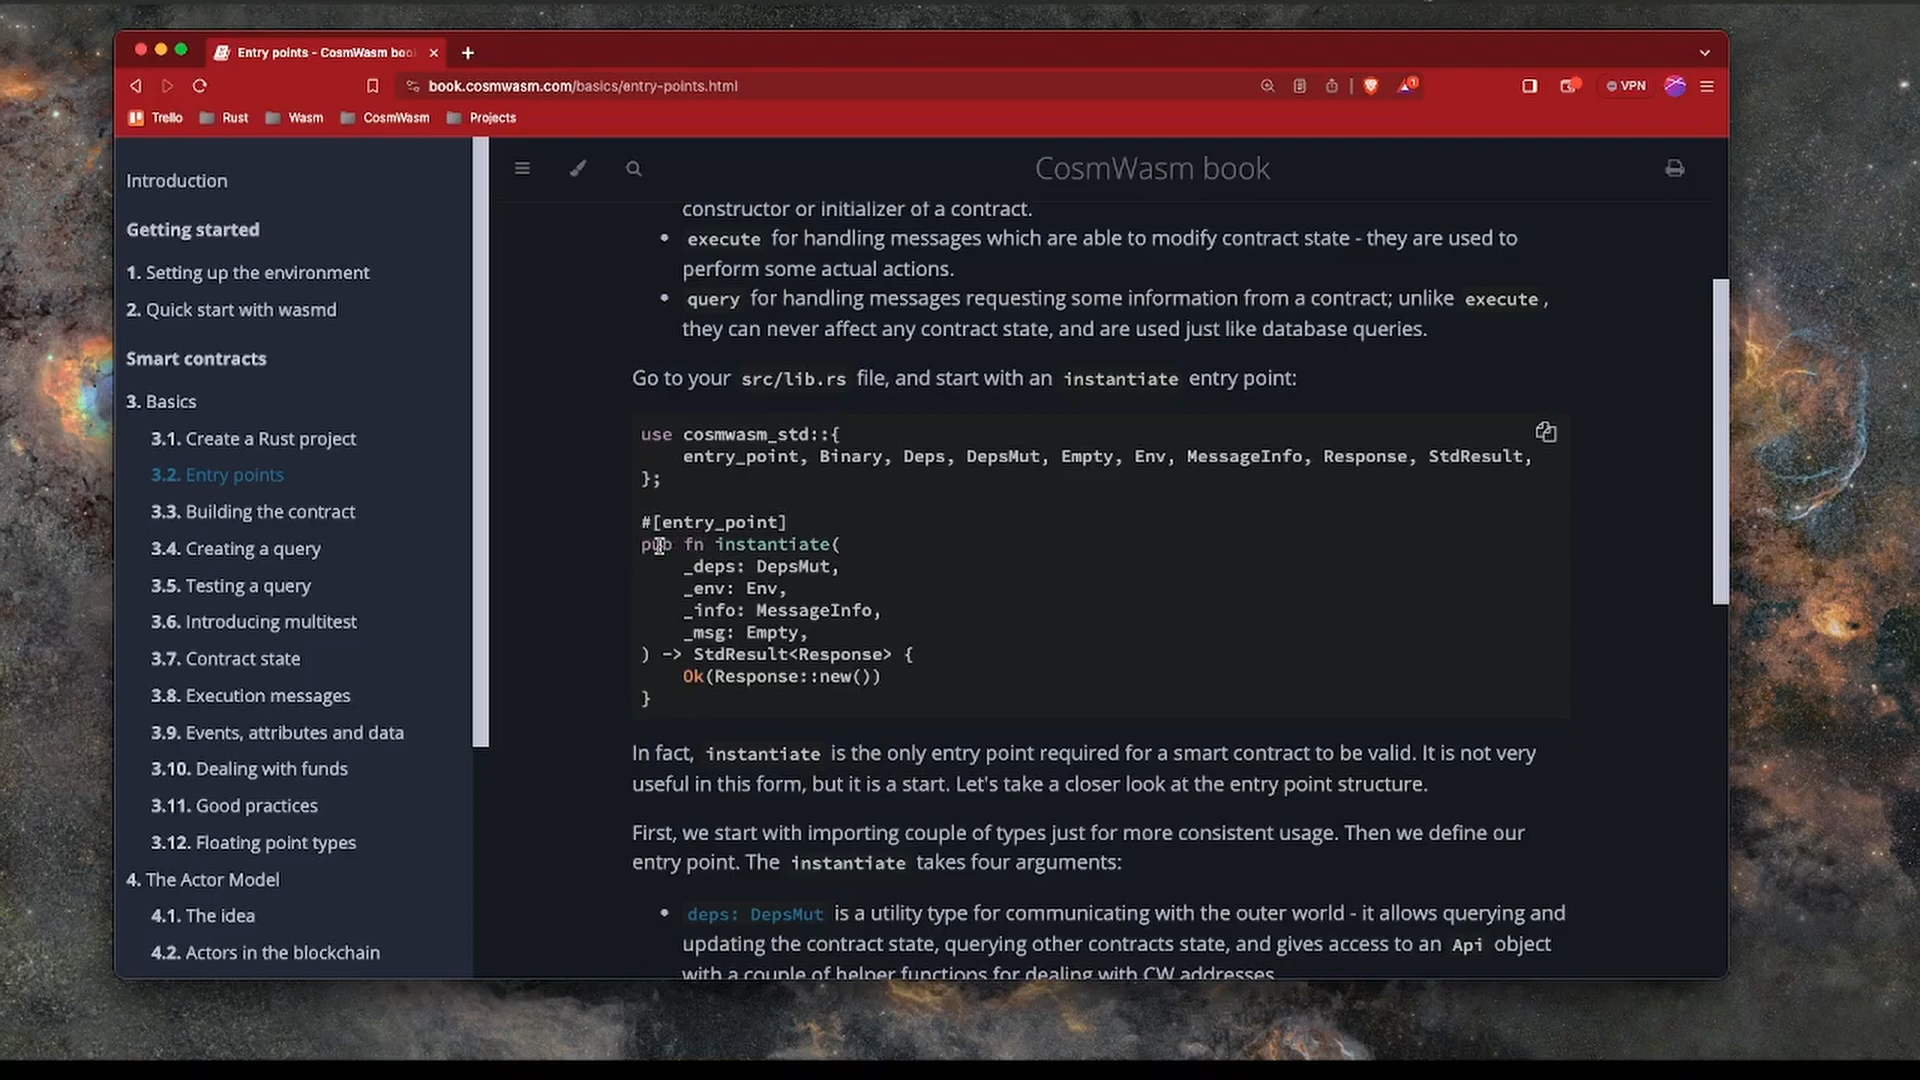 Entry points - CosmWasm boo
book.cosmwasm.com/basics/entry-points.html
1
VPN
Trello Rust Wasm CosmWasm Projects
Introduction
Getting started
1. Setting up the environment
2. Quick start with wasmd
Smart contracts
3. Basics
3.1. Create a Rust project
3.2. Entry points
3.3. Building the contract
3.4. Creating a query
3.5. Testing a query
3.6. Introducing multitest
3.7. Contract state
3.8. Execution messages
3.9. Events, attributes and data
3.10. Dealing with funds
3.11. Good practices
3.12. Floating point types
4. The Actor Model
4.1. The idea
4.2. Actors in the blockchain
CosmWasm book
constructor or initializer of a contract.
• execute for handling messages which are able to modify contract state - they are used to
perform some actual actions.
• query for handling messages requesting some information from a contract; unlike execute,
they can never affect any contract state, and are used just like database queries.
Go to your src/lib.rs file, and start with an instantiate entry point:
use cosmwasm_std::{
entry_point, Binary, Deps, DepsMut, Empty, Env, MessageInfo, Response, StdResult,
};
#[entry_point]
pub fn instantiate(
_deps: DepsMut,
_env: Env,
_info: MessageInfo,
_msg: Empty,
) -> StdResult<Response> {
Ok(Response::new())
}
In fact, instantiate is the only entry point required for a smart contract to be valid. It is not very
useful in this form, but it is a start. Let's take a closer look at the entry point structure.
First, we start with importing couple of types just for more consistent usage. Then we define our
entry point. The instantiate takes four arguments:
• deps: DepsMut is a utility type for communicating with the outer world - it allows querying and
updating the contract state, querying other contracts state, and gives access to an Api object
with a couple of helper functions for dealing with CW addresses.